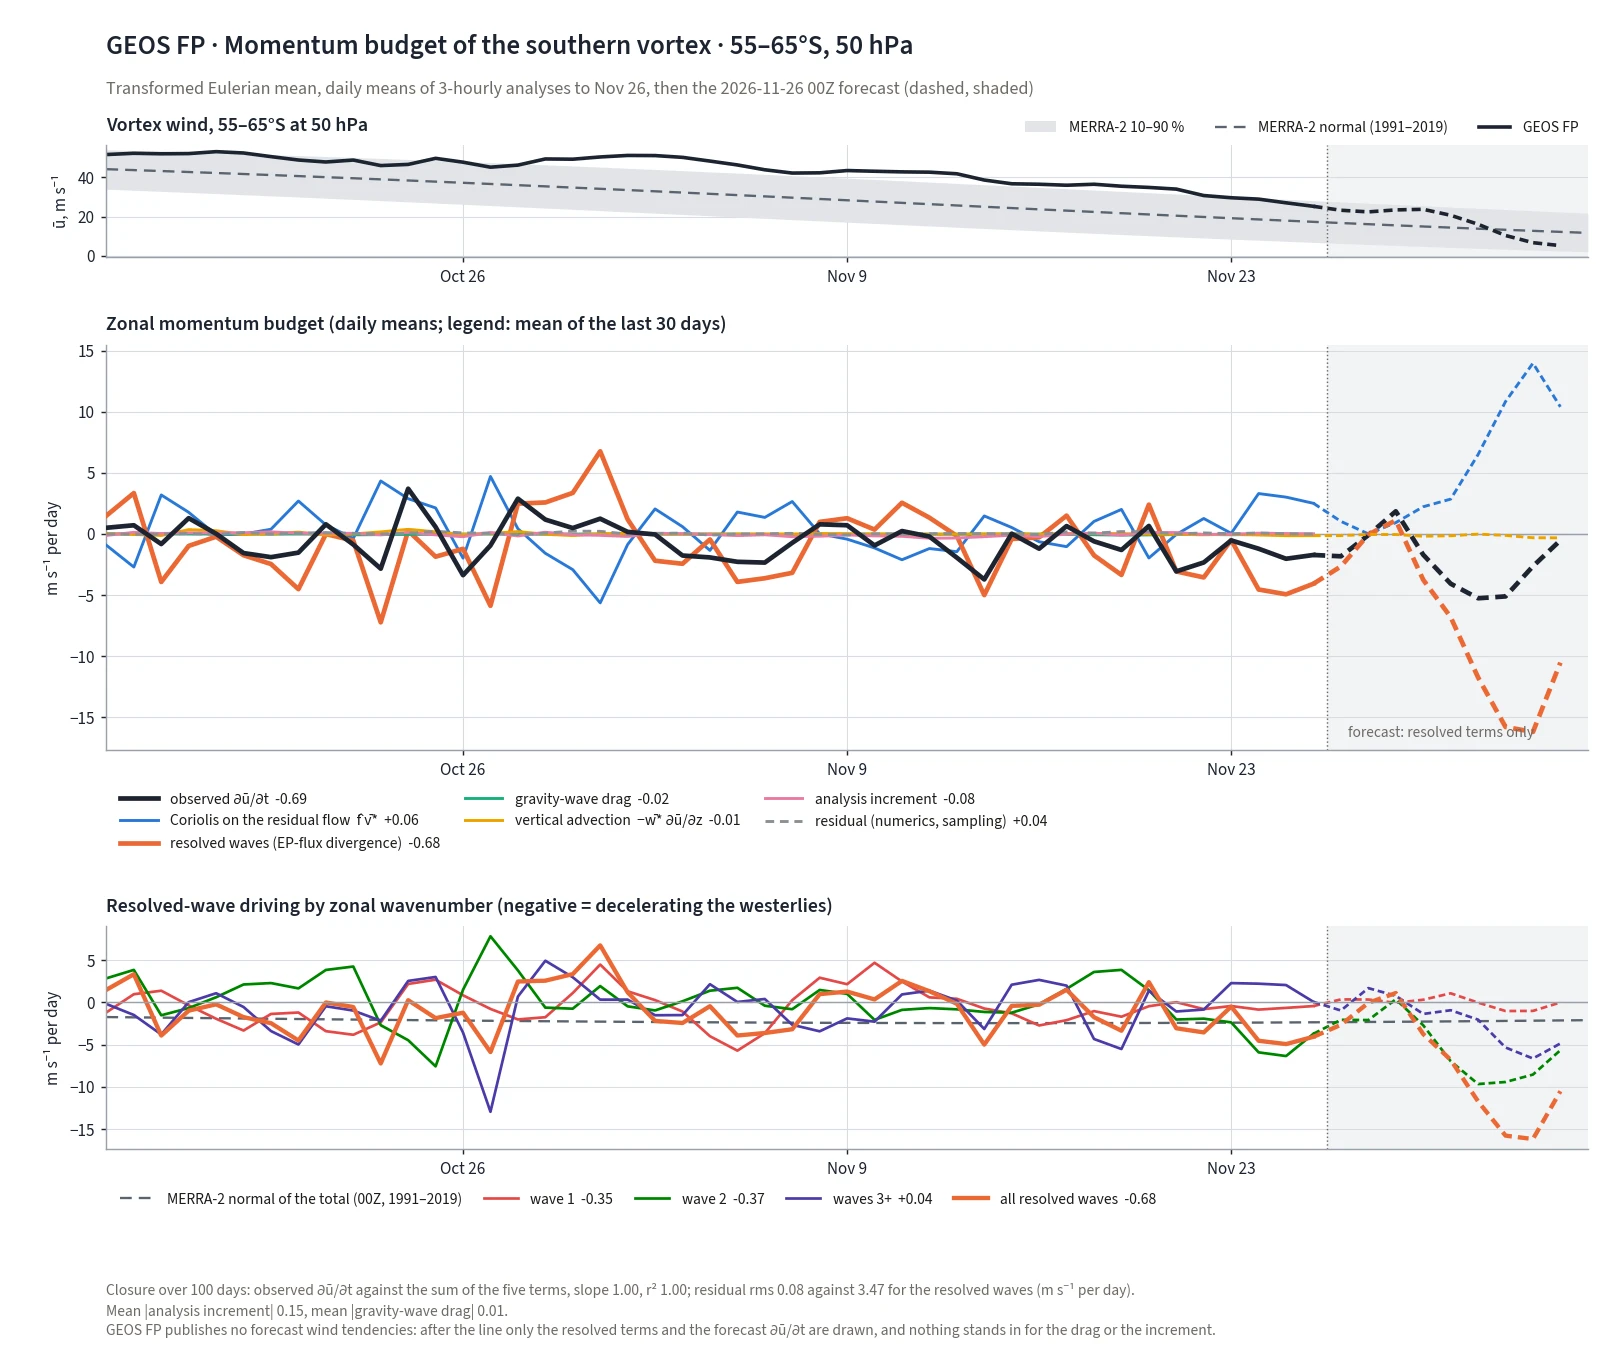 GEOS FP · Momentum budget of the southern vortex · 55–65°S, 50 hPa
Transformed Eulerian mean, daily means of 3-hourly analyses to Nov 26, then the 2026-11-26 00Z forecast (dashed, shaded)
Vortex wind, 55–65°S at 50 hPa
MERRA-2 10–90 %
MERRA-2 normal (1991–2019)
GEOS FP
ū, m s⁻¹
40
20
0
Oct 26
Nov 9
Nov 23
Zonal momentum budget (daily means; legend: mean of the last 30 days)
m s⁻¹ per day
15
10
5
0
−5
−10
−15
forecast: resolved terms only
Oct 26
Nov 9
Nov 23
observed ∂ū/∂t -0.69
Coriolis on the residual flow f v̄* +0.06
resolved waves (EP-flux divergence) -0.68
gravity-wave drag -0.02
vertical advection −w̄* ∂ū/∂z -0.01
analysis increment -0.08
residual (numerics, sampling) +0.04
Resolved-wave driving by zonal wavenumber (negative = decelerating the westerlies)
m s⁻¹ per day
5
0
−5
−10
−15
Oct 26
Nov 9
Nov 23
MERRA-2 normal of the total (00Z, 1991–2019)
wave 1 -0.35
wave 2 -0.37
waves 3+ +0.04
all resolved waves -0.68
Closure over 100 days: observed ∂ū/∂t against the sum of the five terms, slope 1.00, r² 1.00; residual rms 0.08 against 3.47 for the resolved waves (m s⁻¹ per day).
Mean |analysis increment| 0.15, mean |gravity-wave drag| 0.01.
GEOS FP publishes no forecast wind tendencies: after the line only the resolved terms and the forecast ∂ū/∂t are drawn, and nothing stands in for the drag or the increment.